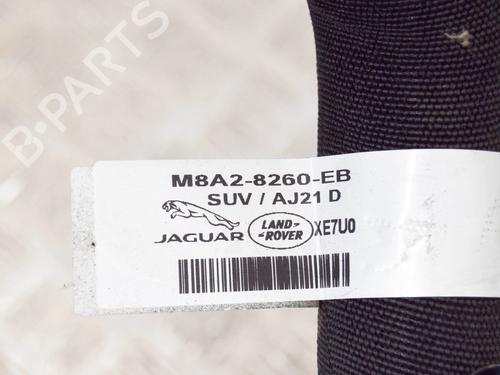 B-PARTS
M8A2-8260-EB
SUV / AJ21 D
JAGUAR
LAND-
-ROVER
XE7U0